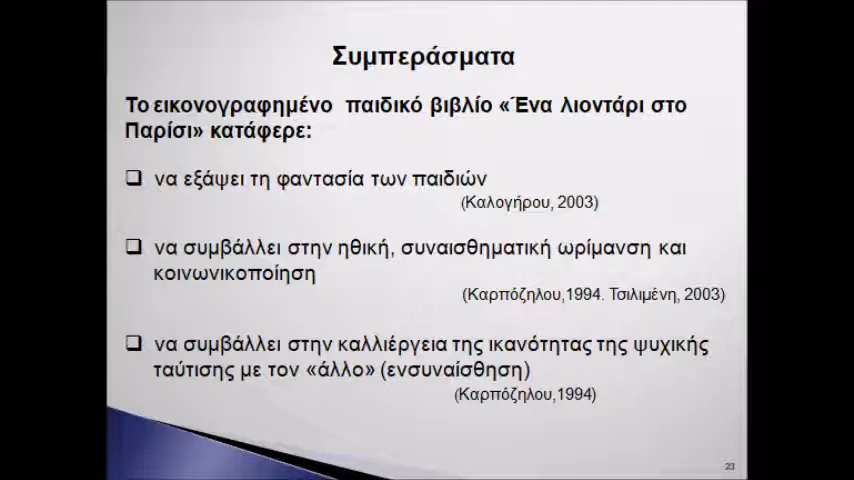 Συμπεράσματα
Το εικονογραφημένο παιδικό βιβλίο «Ένα λιοντάρι στο
Παρίσι» κατάφερε:
να εξάψει τη φαντασία των παιδιών
(Καλογήρου, 2003)
να συμβάλλει στην ηθική, συναισθηματική ωρίμανση και
κοινωνικοποίηση
(Καρπόζηλου,1994. Τσιλιμένη, 2003)
να συμβάλλει στην καλλιέργεια της ικανότητας της ψυχικής
ταύτισης με τον «άλλο» (ενσυναίσθηση)
(Καρπόζηλου,1994)
23